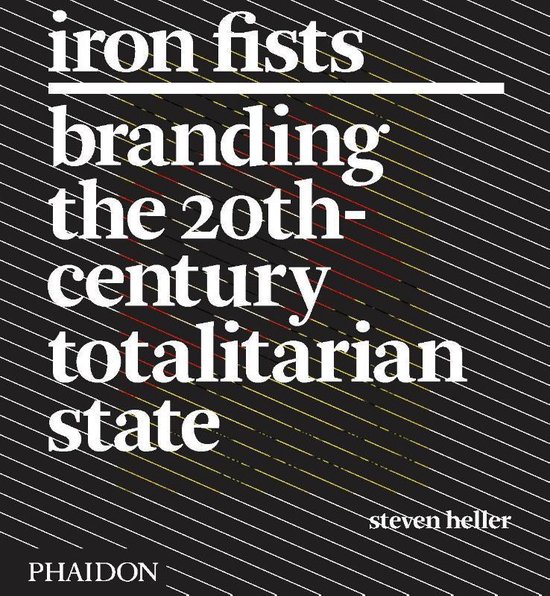 iron fists
branding
the 20th-
century
totalitarian
state
steven heller
PHAIDON